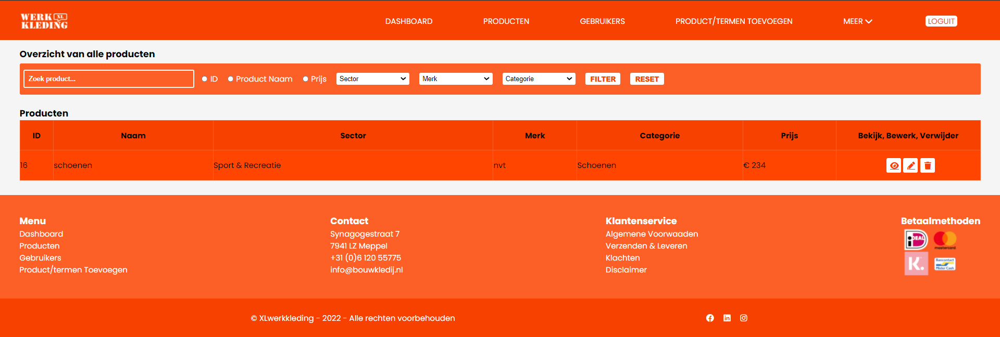 WERK XL
KLEDING
DASHBOARD PRODUCTEN GEBRUIKERS PRODUCT/TERMEN TOEVOEGEN MEER LOGUIT
Overzicht van alle producten
Zoek product... ID Product Naam Prijs Sector Merk Categorie FILTER RESET
Producten
ID Naam Sector Merk Categorie Prijs Bekijk, Bewerk, Verwijder
16 schoenen Sport & Recreatie nvt Schoenen € 234
Menu
Dashboard
Producten
Gebruikers
Product/termen Toevoegen
Contact
Synagogestraat 7
7941 LZ Meppel
+31 (0)6 120 55775
info@bouwkledij.nl
Klantenservice
Algemene Voorwaaden
Verzenden & Leveren
Klachten
Disclaimer
Betaalmethoden
iDEAL
mastercard
K.
Bancontact
Mister Cash
© XLwerkkleding - 2022 - Alle rechten voorbehouden